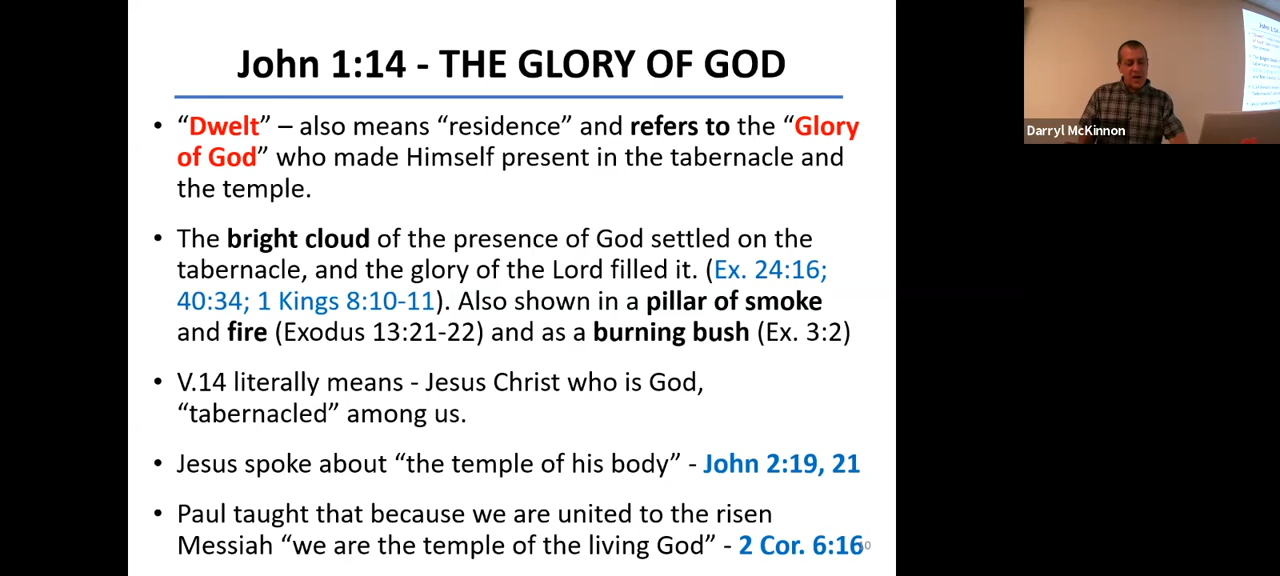 John 1:14 - THE GLORY OF GOD
• “Dwelt” – also means “residence” and refers to the “Glory
of God” who made Himself present in the tabernacle and
the temple.
• The bright cloud of the presence of God settled on the
tabernacle, and the glory of the Lord filled it. (Ex. 24:16;
40:34; 1 Kings 8:10-11). Also shown in a pillar of smoke
and fire (Exodus 13:21-22) and as a burning bush (Ex. 3:2)
• V.14 literally means - Jesus Christ who is God,
“tabernacled” among us.
• Jesus spoke about “the temple of his body” - John 2:19, 21
• Paul taught that because we are united to the risen
Messiah “we are the temple of the living God” - 2 Cor. 6:16
Darryl McKinnon